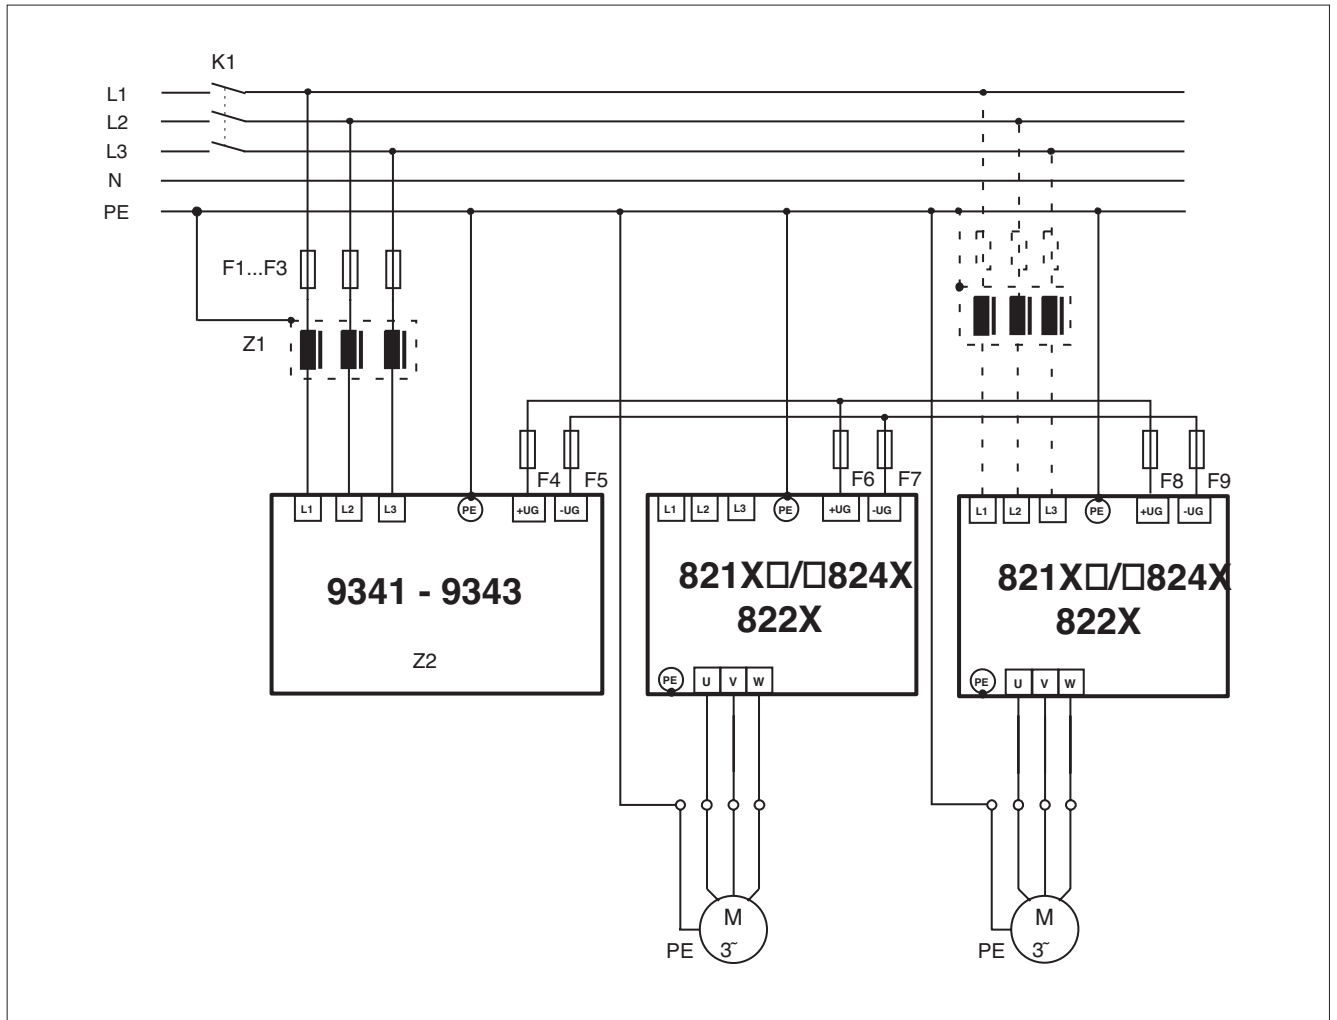 K1
L1
L2
L3
N
PE
F1...F3
Z1
F4 F5 F6 F7 F8 F9
L1 L2 L3 PE +UG -UG
L1 L2 L3 PE +UG -UG
L1 L2 L3 PE +UG -UG
9341 - 9343
Z2
821X□/□824X
822X
821X□/□824X
822X
PE U V W
PE U V W
M
3~
PE
M
3~
PE